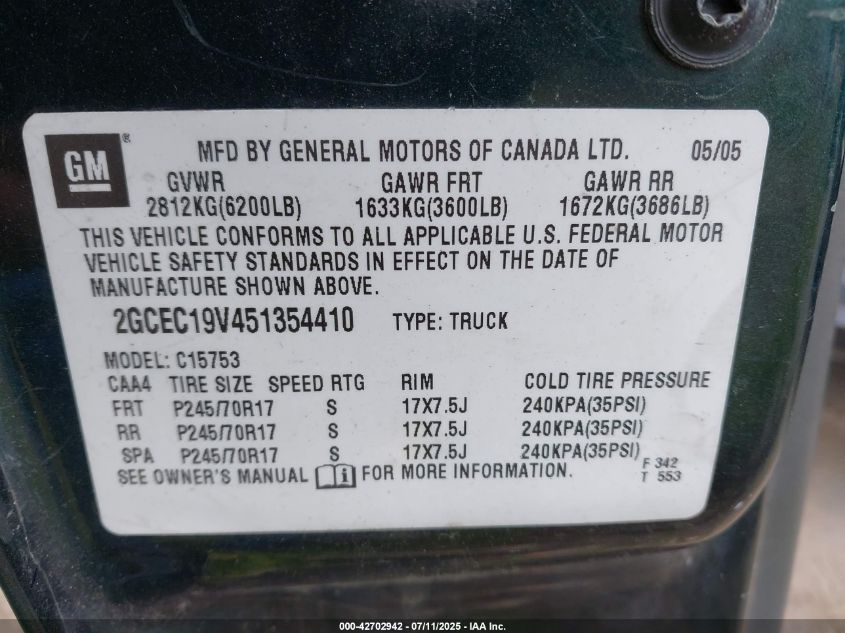 GM ® MFD BY GENERAL MOTORS OF CANADA LTD. 05/05
GVWR GAWR FRT GAWR RR
2812KG(6200LB) 1633KG(3600LB) 1672KG(3686LB)
THIS VEHICLE CONFORMS TO ALL APPLICABLE U.S. FEDERAL MOTOR
VEHICLE SAFETY STANDARDS IN EFFECT ON THE DATE OF
MANUFACTURE SHOWN ABOVE.
2GCEC19V451354410 TYPE: TRUCK
MODEL: C15753
CAA4 TIRE SIZE SPEED RTG RIM COLD TIRE PRESSURE
FRT P245/70R17 S 17X7.5J 240KPA(35PSI)
RR P245/70R17 S 17X7.5J 240KPA(35PSI)
SPA P245/70R17 S 17X7.5J 240KPA(35PSI)
SEE OWNER'S MANUAL i FOR MORE INFORMATION. F 342
T 553
000-42702942 - 07/11/2025 - IAA Inc.